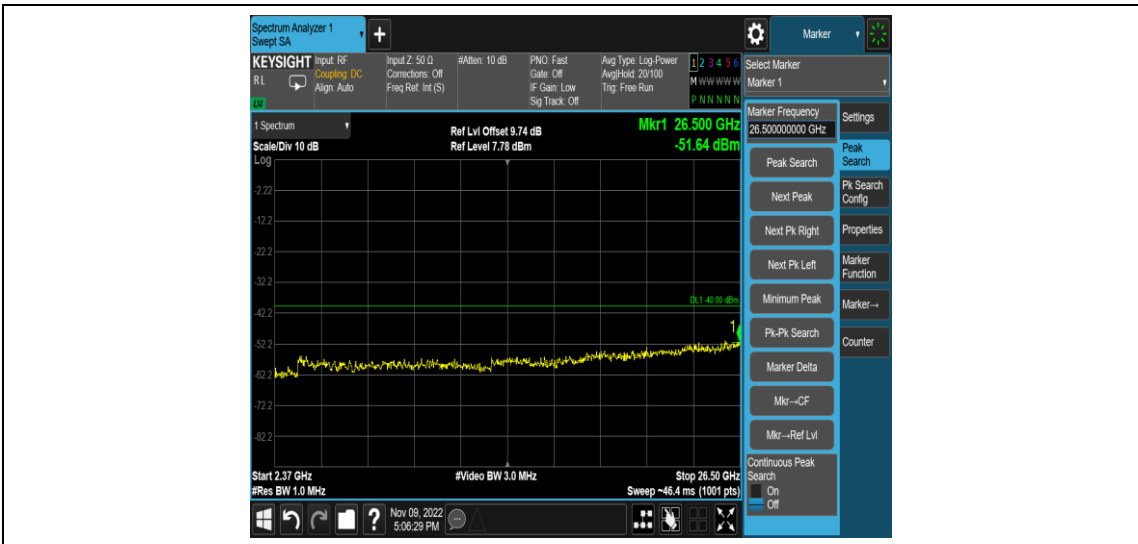 Spectrum Analyzer 1
Swept SA
+
Marker
KEYSIGHT
RL
LW
Input: RF
Coupling: DC
Align: Auto
Input Z: 50 Ω
Corrections: Off
Freq Ref: Int (S)
#Atten: 10 dB
PNO: Fast
Gate: Off
IF Gain: Low
Sig Track: Off
Avg Type: Log-Power
Avg|Hold: 20/100
Trig: Free Run
1 2 3 4 5 6
M W W W W W
P N N N N N
Select Marker
Marker 1
1 Spectrum
Scale/Div 10 dB
Log
Ref Lvl Offset 9.74 dB
Ref Level 7.78 dBm
Mkr1 26.500 GHz
-51.64 dBm
-2.22
-12.2
-22.2
-32.2
-42.2
-52.2
-62.2
-72.2
-82.2
DL1 -40.00 dBm
1
Start 2.37 GHz
#Res BW 1.0 MHz
#Video BW 3.0 MHz
Stop 26.50 GHz
Sweep ~46.4 ms (1001 pts)
Marker Frequency
26.500000000 GHz
Peak Search
Next Peak
Next Pk Right
Next Pk Left
Minimum Peak
Pk-Pk Search
Marker Delta
Mkr→CF
Mkr→Ref Lvl
Continuous Peak
Search
On
Off
Settings
Peak
Search
Pk Search
Config
Properties
Marker
Function
Marker→
Counter
?
Nov 09, 2022
5:06:29 PM